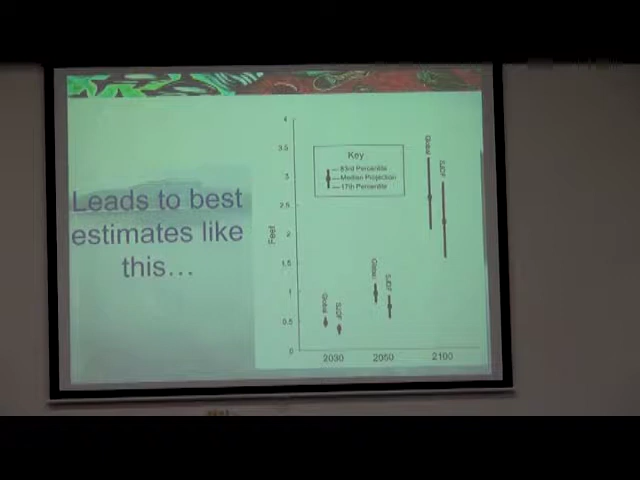 Leads to best
estimates like
this…
4
3.5
3
2.5
2
1.5
1
0.5
0
Feet
Key
83rd Percentile
Median Projection
17th Percentile
Global
SJDF
Global
SJDF
Global
SJDF
2030
2050
2100